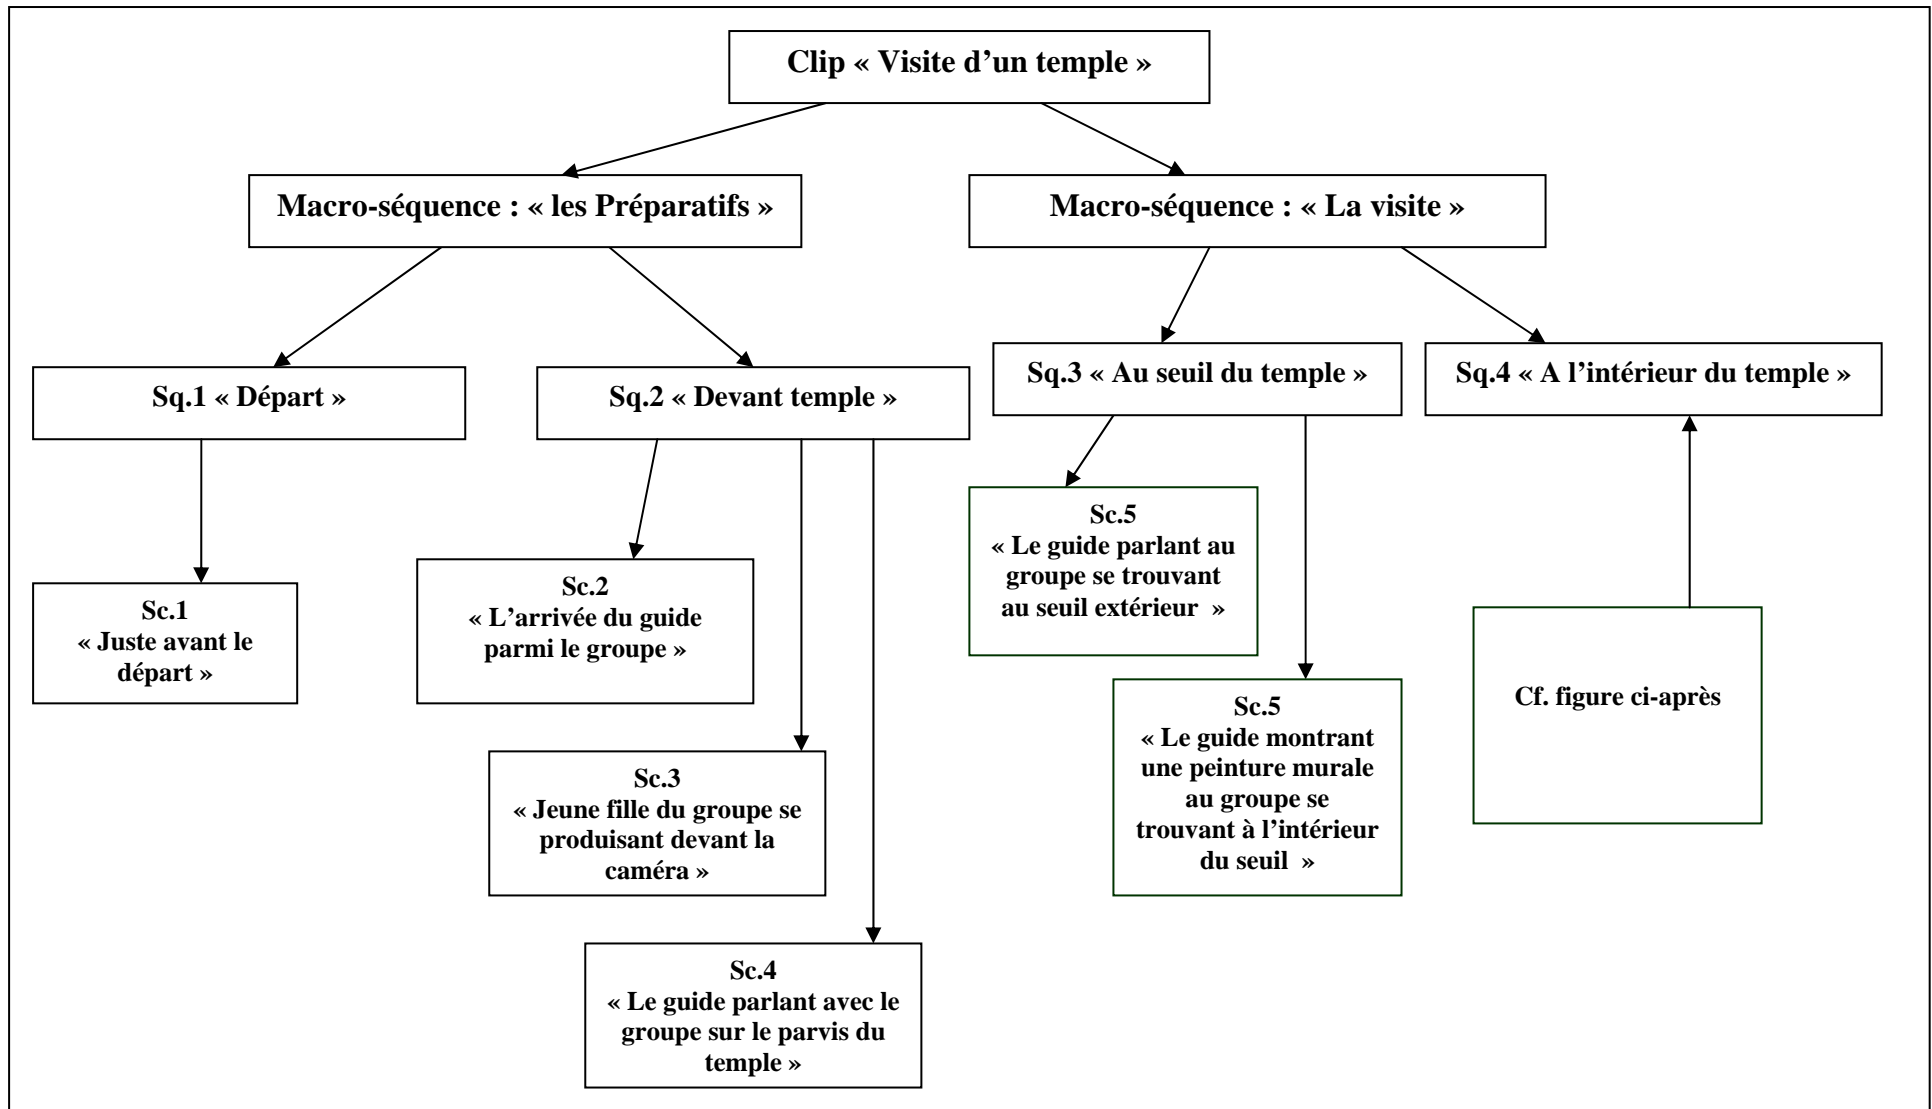 Clip « Visite d’un temple »
Macro-séquence : « les Préparatifs »
Macro-séquence : « La visite »
Sq.1 « Départ »
Sq.2 « Devant temple »
Sq.3 « Au seuil du temple »
Sq.4 « A l’intérieur du temple »
Sc.1
« Juste avant le
départ »
Sc.2
« L’arrivée du guide
parmi le groupe »
Sc.3
« Jeune fille du groupe se
produisant devant la
caméra »
Sc.4
« Le guide parlant avec le
groupe sur le parvis du
temple »
Sc.5
« Le guide parlant au
groupe se trouvant
au seuil extérieur »
Sc.5
« Le guide montrant
une peinture murale
au groupe se
trouvant à l’intérieur
du seuil »
Cf. figure ci-après